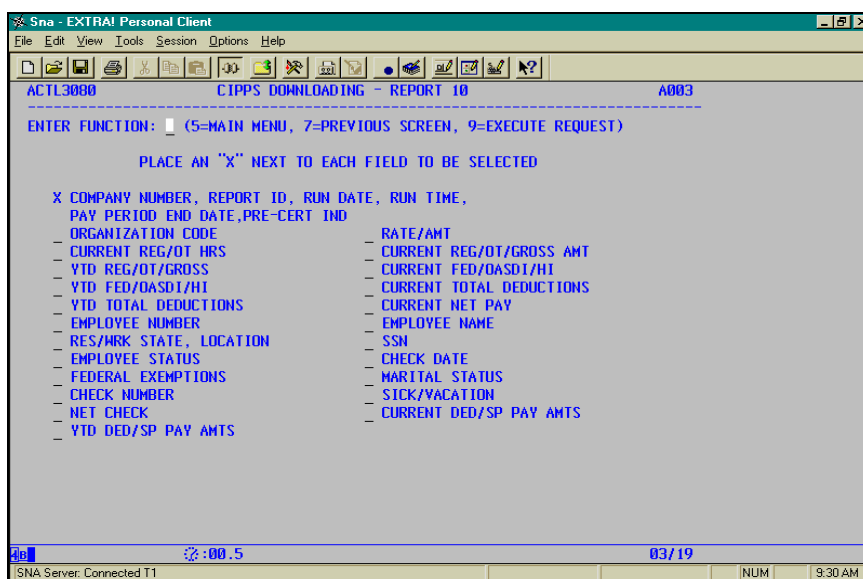 Sna - EXTRA! Personal Client
File Edit View Tools Session Options Help
ACTL3080 CIPPS DOWNLOADING - REPORT 10 A003
ENTER FUNCTION: _ (5=MAIN MENU, 7=PREVIOUS SCREEN, 9=EXECUTE REQUEST)
PLACE AN "X" NEXT TO EACH FIELD TO BE SELECTED
X COMPANY NUMBER, REPORT ID, RUN DATE, RUN TIME,
PAY PERIOD END DATE,PRE-CERT IND
_ ORGANIZATION CODE _ RATE/AMT
_ CURRENT REG/OT HRS _ CURRENT REG/OT/GROSS AMT
_ YTD REG/OT/GROSS _ CURRENT FED/OASDI/HI
_ YTD FED/OASDI/HI _ CURRENT TOTAL DEDUCTIONS
_ YTD TOTAL DEDUCTIONS _ CURRENT NET PAY
_ EMPLOYEE NUMBER _ EMPLOYEE NAME
_ RES/WRK STATE, LOCATION _ SSN
_ EMPLOYEE STATUS _ CHECK DATE
_ FEDERAL EXEMPTIONS _ MARITAL STATUS
_ CHECK NUMBER _ SICK/VACATION
_ NET CHECK _ CURRENT DED/SP PAY AMTS
_ YTD DED/SP PAY AMTS
4B :00.5 03/19
SNA Server: Connected T1 NUM 9:30 AM